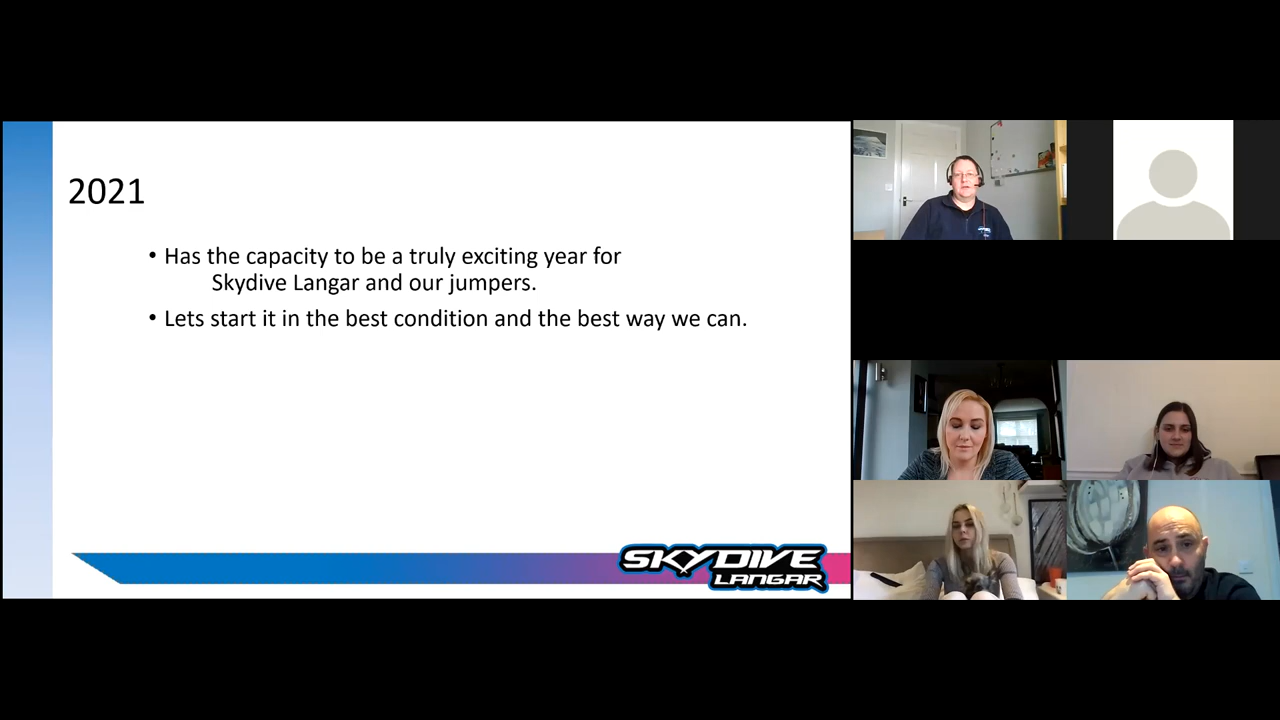 2021
• Has the capacity to be a truly exciting year for
Skydive Langar and our jumpers.
• Lets start it in the best condition and the best way we can.
SKYDIVE
LANGAR